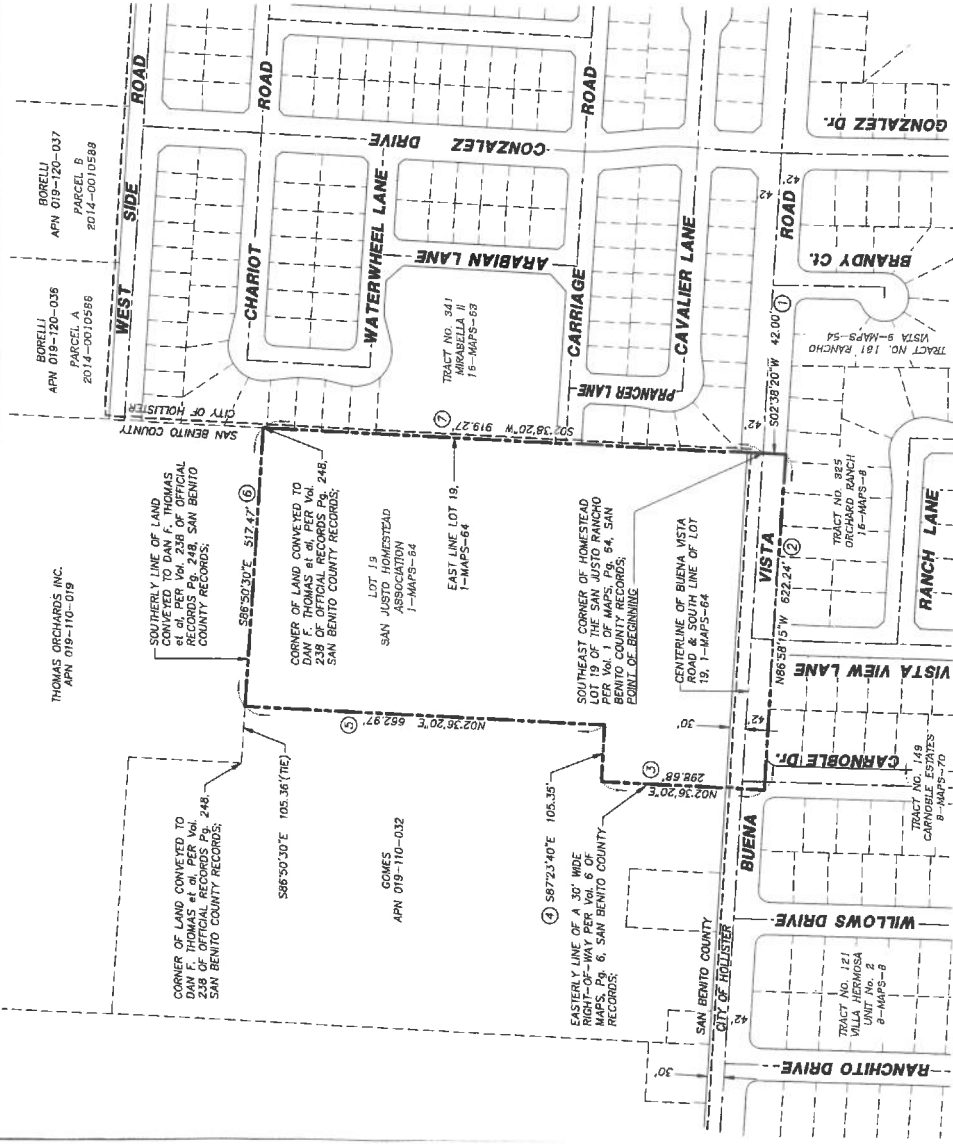 THOMAS ORCHARDS INC.
APN 019-110-019
BORELLI
APN 019-120-036
PARCEL A
2014-0010588
BORELLI
APN 019-120-037
PARCEL B
2014-0010588
WEST SIDE ROAD
SAN BENITO COUNTY
CITY OF HOLLISTER
CHARIOT ROAD
WATERWHEEL LANE
GONZALEZ DRIVE
ARABIAN LANE
TRACT NO. 341
MIRABELLA II
16-MAPS-63
CARRIAGE ROAD
PRANCER LANE
CAVALIER LANE
SOUTHERLY LINE OF LAND
CONVEYED TO DAN F. THOMAS
et al, PER Vol. 238 OF OFFICIAL
RECORDS Pg. 248, SAN BENITO
COUNTY RECORDS;
S86°50'30"E 517.47' 6
CORNER OF LAND CONVEYED TO
DAN F. THOMAS et al, PER Vol.
238 OF OFFICIAL RECORDS Pg. 248,
SAN BENITO COUNTY RECORDS;
LOT 19
SAN JUSTO HOMESTEAD
ASSOCIATION
1-MAPS-64
EAST LINE LOT 19,
1-MAPS-64
S02°38'20"W 919.27' 7
CORNER OF LAND CONVEYED TO
DAN F. THOMAS et al, PER Vol.
238 OF OFFICIAL RECORDS Pg. 248,
SAN BENITO COUNTY RECORDS;
S86°50'30"E 105.36'(TIE)
N02°36'20"E 662.97' 5
GOMES
APN 019-110-032
4 S87°23'40"E 105.35'
EASTERLY LINE OF A 30' WIDE
RIGHT-OF-WAY PER Vol. 6 OF
MAPS, Pg. 6, SAN BENITO COUNTY
RECORDS;
N02°36'20"E 298.68' 3
SOUTHEAST CORNER OF HOMESTEAD
LOT 19 OF THE SAN JUSTO RANCHO
PER Vol. 1 OF MAPS, Pg. 64, SAN
BENITO COUNTY RECORDS;
POINT OF BEGINNING
CENTERLINE OF BUENA VISTA
ROAD & SOUTH LINE OF LOT
19, 1-MAPS-64
30'
30'
SAN BENITO COUNTY
CITY OF HOLLISTER
42'
42'
42'
42'
42'
BUENA VISTA ROAD
S02°38'20"W 42.00' 1
N86°58'15"W 622.24' 2
RANCHITO DRIVE
TRACT NO. 121
VILLA HERMOSA
UNIT No. 2
WILLOWS DRIVE
CARNOBLE Dr.
TRACT NO. 149
CARNOBLE ESTATES
8-MAPS-70
VISTA VIEW LANE
RANCH LANE
TRACT NO. 325
ORCHARD RANCH
TRACT NO. 181 RANCHO
VISTA 9-MAPS-54
BRANDY Ct.
GONZALEZ Dr.